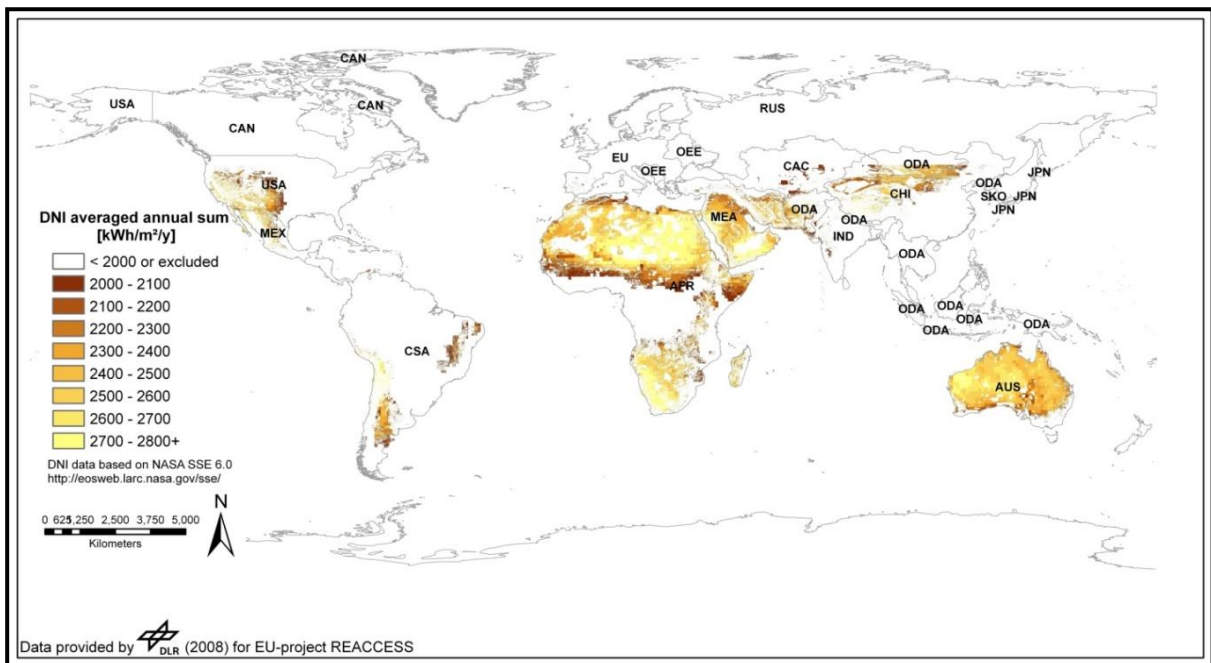 CAN
USA
CAN
CAN
RUS
EU
OEE
OEE
CAC
ODA
JPN
ODA
CHI
SKO
JPN
JPN
USA
MEX
MEA
ODA
ODA
IND
ODA
AFR
ODA
ODA
ODA
ODA
ODA
CSA
AUS
DNI averaged annual sum
[kWh/m²/y]
< 2000 or excluded
2000 - 2100
2100 - 2200
2200 - 2300
2300 - 2400
2400 - 2500
2500 - 2600
2600 - 2700
2700 - 2800+
DNI data based on NASA SSE 6.0
http://eosweb.larc.nasa.gov/sse/
N
0 625 1,250 2,500 3,750 5,000
Kilometers
Data provided by DLR (2008) for EU-project REACCESS